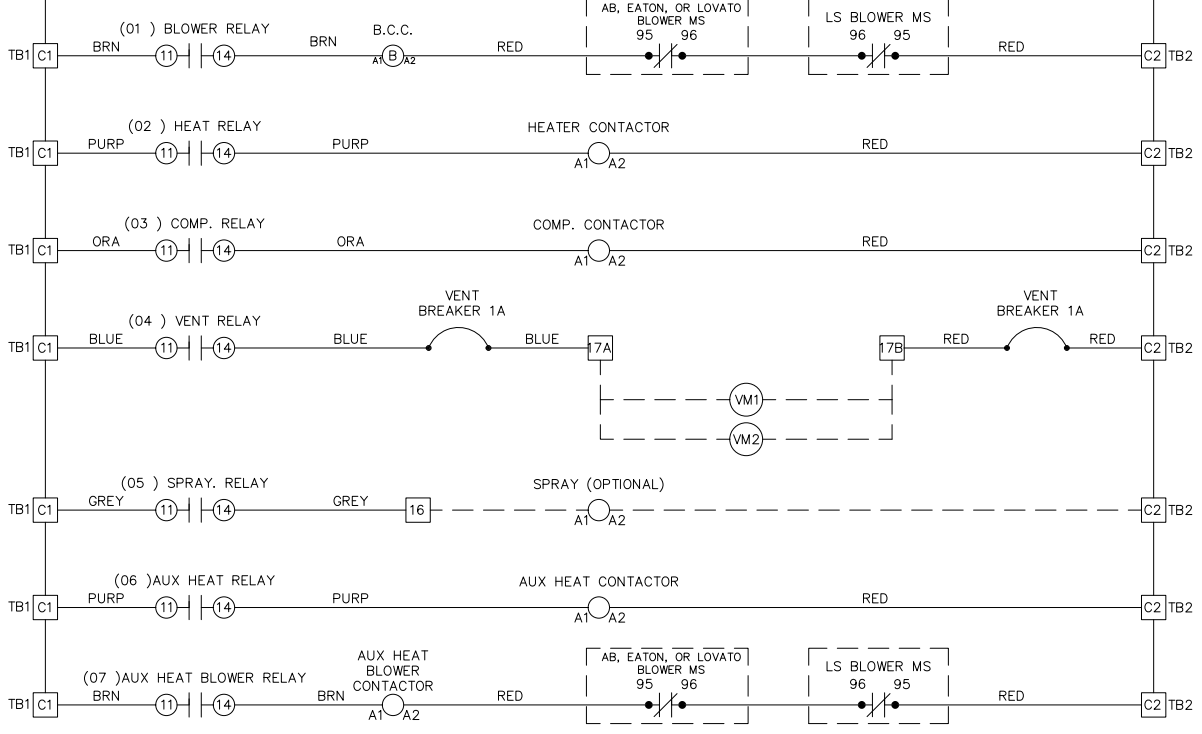 AB, EATON, OR LOVATO
BLOWER MS
95 96
LS BLOWER MS
96 95
(01 ) BLOWER RELAY
B.C.C.
TB1 C1 BRN 11 14 BRN A1 B A2 RED RED C2 TB2
(02 ) HEAT RELAY
HEATER CONTACTOR
TB1 C1 PURP 11 14 PURP A1 A2 RED C2 TB2
(03 ) COMP. RELAY
COMP. CONTACTOR
TB1 C1 ORA 11 14 ORA A1 A2 RED C2 TB2
VENT
BREAKER 1A
VENT
BREAKER 1A
(04 ) VENT RELAY
TB1 C1 BLUE 11 14 BLUE BLUE 17A 17B RED RED C2 TB2
VM1
VM2
(05 ) SPRAY. RELAY
SPRAY (OPTIONAL)
TB1 C1 GREY 11 14 GREY 16 A1 A2 C2 TB2
(06 )AUX HEAT RELAY
AUX HEAT CONTACTOR
TB1 C1 PURP 11 14 PURP A1 A2 RED C2 TB2
AUX HEAT
BLOWER
CONTACTOR
AB, EATON, OR LOVATO
BLOWER MS
95 96
LS BLOWER MS
96 95
(07 )AUX HEAT BLOWER RELAY
TB1 C1 BRN 11 14 BRN A1 A2 RED RED C2 TB2